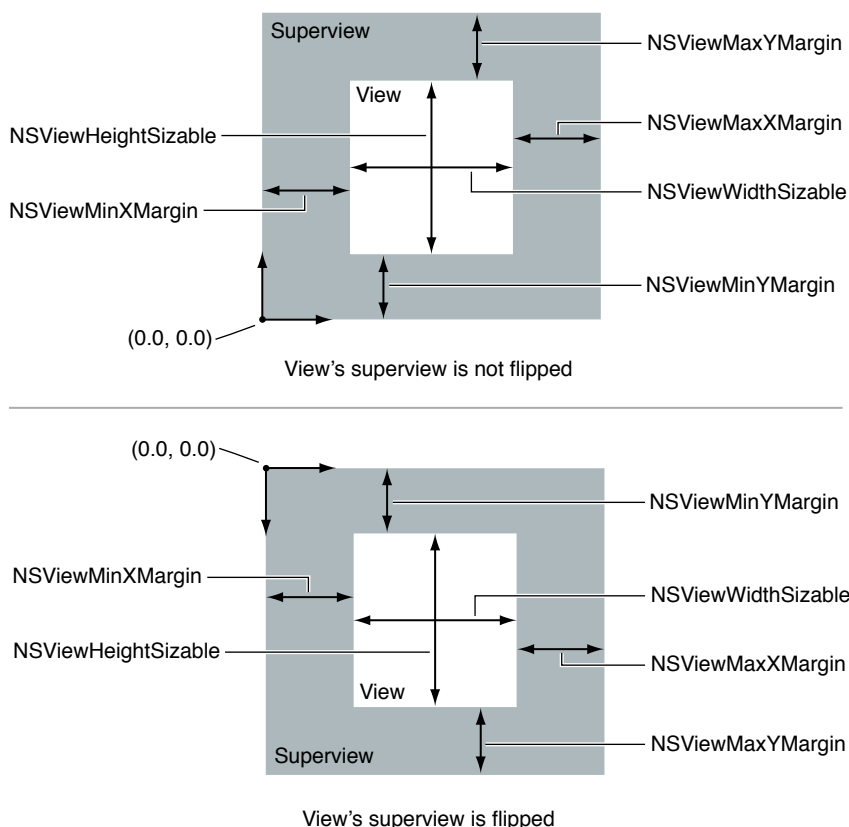 Superview
NSViewMaxYMargin
View
NSViewMaxXMargin
NSViewHeightSizable
NSViewWidthSizable
NSViewMinXMargin
NSViewMinYMargin
(0.0, 0.0)
View’s superview is not flipped
(0.0, 0.0)
NSViewMinYMargin
NSViewMinXMargin
NSViewWidthSizable
NSViewHeightSizable
NSViewMaxXMargin
View
NSViewMaxYMargin
Superview
View’s superview is flipped